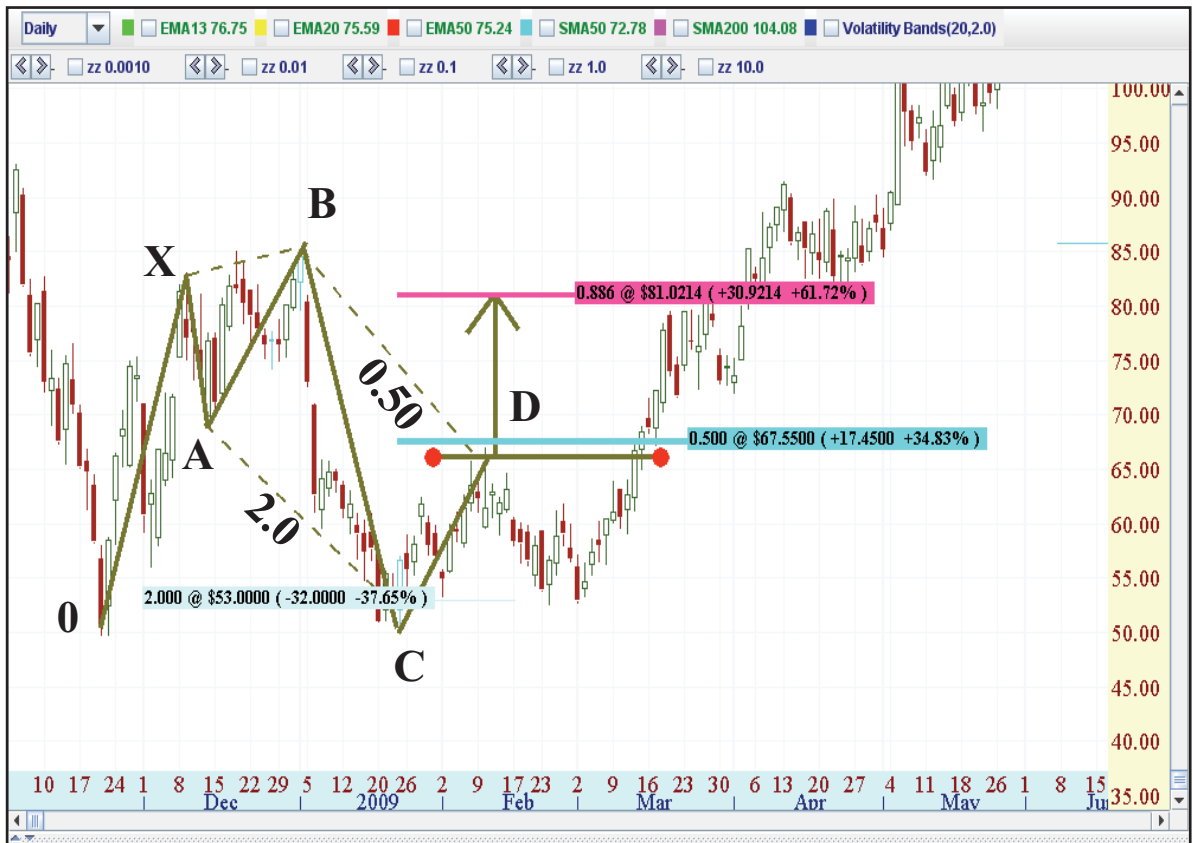 Daily EMA13 76.75 EMA20 75.59 EMA50 75.24 SMA50 72.78 SMA200 104.08 Volatility Bands(20,2.0)
zz 0.0010 zz 0.01 zz 0.1 zz 1.0 zz 10.0
100.00
95.00
90.00
B
X
85.00
0.886 @ $81.0214 ( +30.9214 +61.72% )
80.00
75.00
0.50
D
70.00
0.500 @ $67.5500 ( +17.4500 +34.83% )
A
65.00
2.0
60.00
55.00
2.000 @ $53.0000 ( -32.0000 -37.65% )
0
50.00
C
45.00
40.00
10 17 24 1 8 15 22 29 5 12 20 26 2 9 17 23 2 9 16 23 30 6 13 20 27 4 11 18 26 1 8 15
35.00
Dec 2009 Feb Mar Apr May Ju